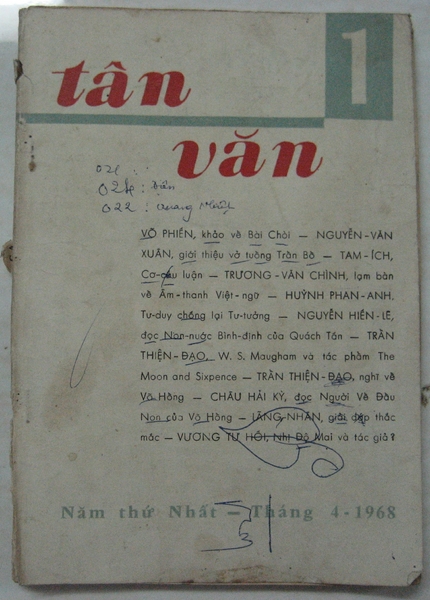 1
tân
văn
024 :
022 :
VÕ PHIẾN, khảo về Bài Chòi — NGUYỄN-VĂN
XUÂN, giới thiệu vở tuồng Trần Bồ — TAM-ÍCH,
Cơ-cấu luận — TRƯƠNG-VĂN CHÌNH, lạm bàn
về Âm-thanh Việt-ngữ — HUỲNH PHAN-ANH,
Tư-duy chống lại Tư-tưởng — NGUYỄN HIẾN-LÊ,
đọc Non-nước Bình-định của Quách Tấn — TRẦN
THIỆN-ĐẠO, W. S. Maugham và tác phẩm The
Moon and Sixpence — TRẦN THIỆN-ĐẠO, nghĩ về
Võ Hồng — CHÂU HẢI KỲ, đọc Người Về Đầu
Non của Võ Hồng — LÃNG-NHÂN, giải đáp thắc
mắc — VƯƠNG TỨ HỒI, Nhi Độ Mai và tác giả ?
Năm thứ Nhất — Tháng 4 - 1968